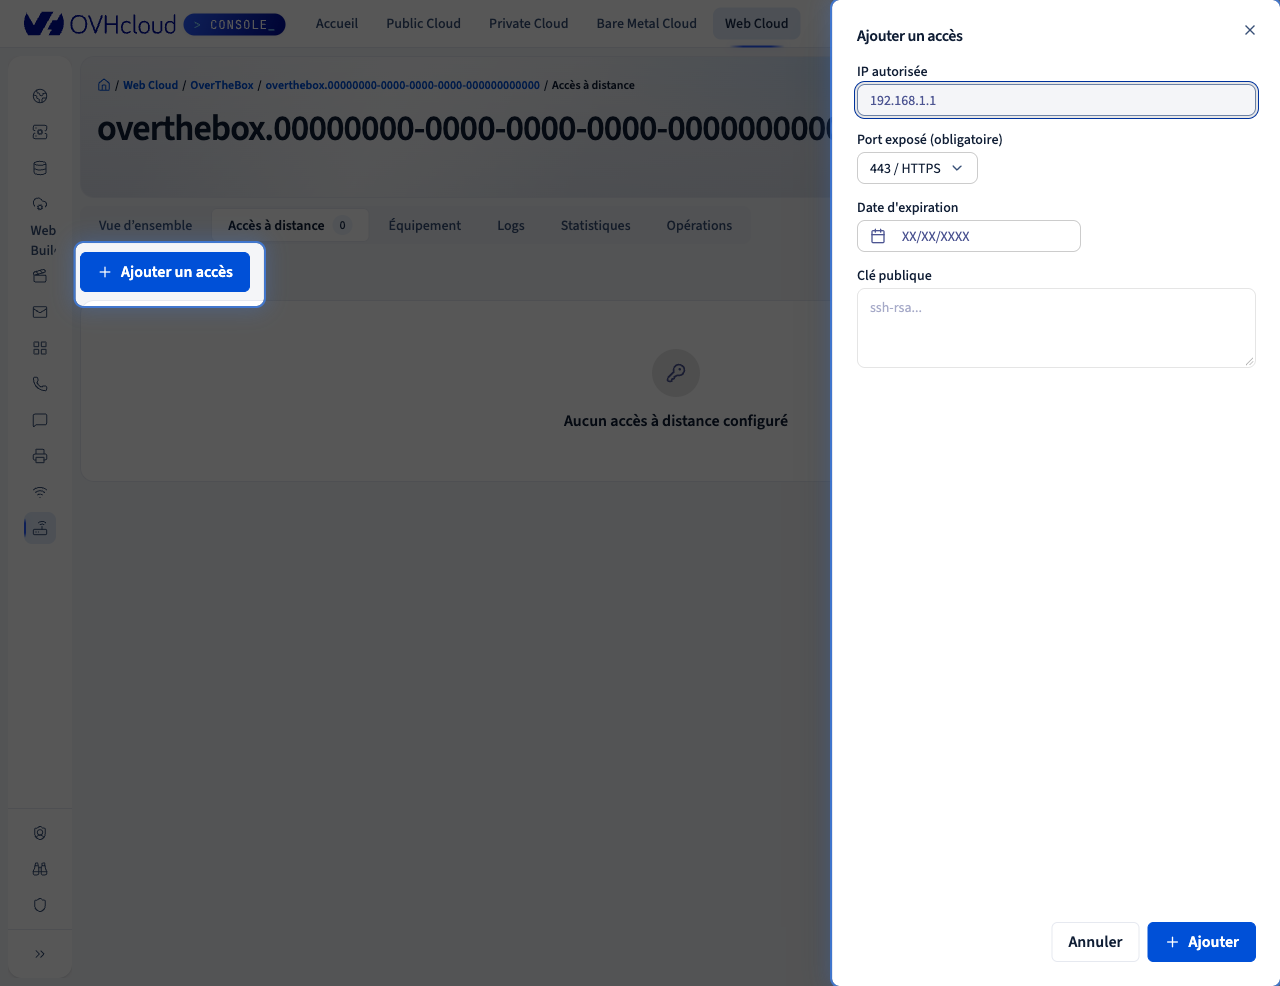 OVHcloud > CONSOLE_
Accueil
Public Cloud
Private Cloud
Bare Metal Cloud
Web Cloud
/ Web Cloud / OverTheBox / overthebox.00000000-0000-0000-0000-000000000000 / Accès à distance
overthebox.00000000-0000-0000-0000-00000000000
Vue d'ensemble
Accès à distance 0
Équipement
Logs
Statistiques
Opérations
Web
Buil
+ Ajouter un accès
Aucun accès à distance configuré
Ajouter un accès
IP autorisée
192.168.1.1
Port exposé (obligatoire)
443 / HTTPS
Date d'expiration
XX/XX/XXXX
Clé publique
ssh-rsa...
Annuler
+ Ajouter